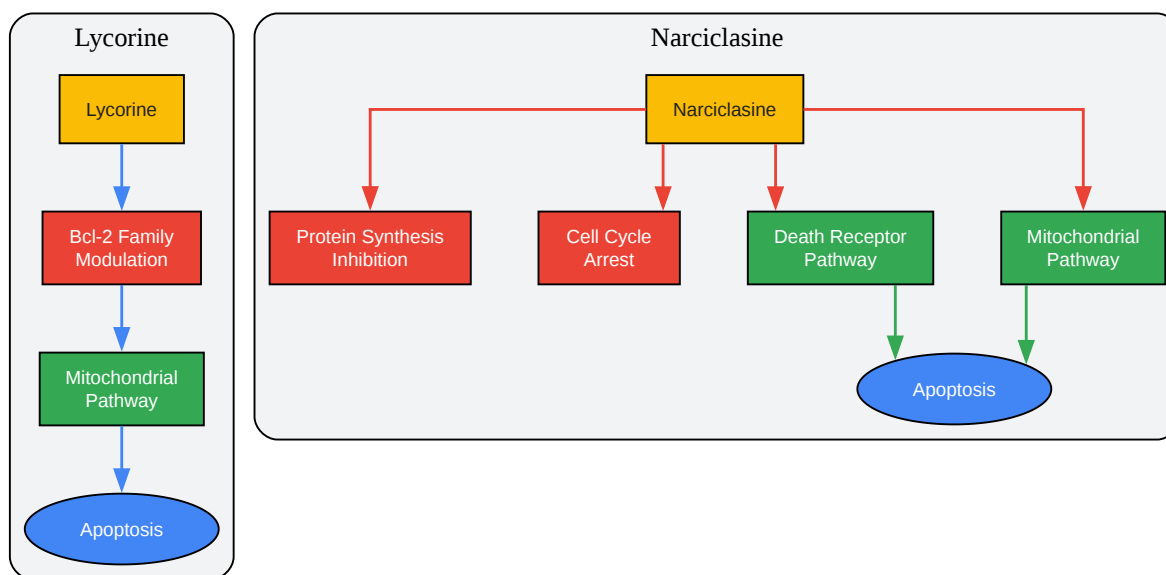 Lycorine
Lycorine
Bcl-2 Family
Modulation
Mitochondrial
Pathway
Apoptosis
Narciclasine
Narciclasine
Protein Synthesis
Inhibition
Cell Cycle
Arrest
Death Receptor
Pathway
Mitochondrial
Pathway
Apoptosis